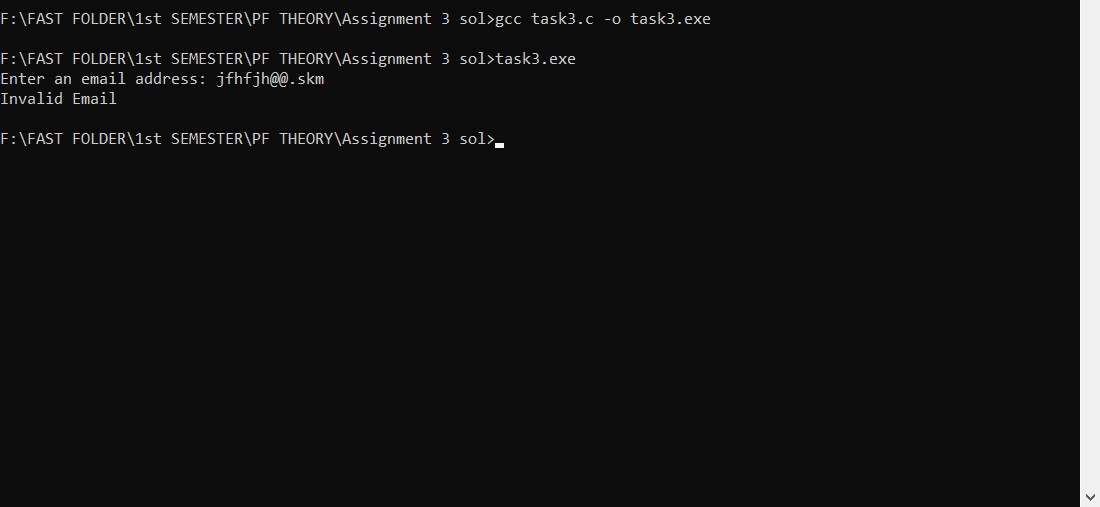 F:\FAST FOLDER\1st SEMESTER\PF THEORY\Assignment 3 sol>gcc task3.c -o task3.exe
F:\FAST FOLDER\1st SEMESTER\PF THEORY\Assignment 3 sol>task3.exe
Enter an email address: jfhfjh@@.skm
Invalid Email
F:\FAST FOLDER\1st SEMESTER\PF THEORY\Assignment 3 sol>